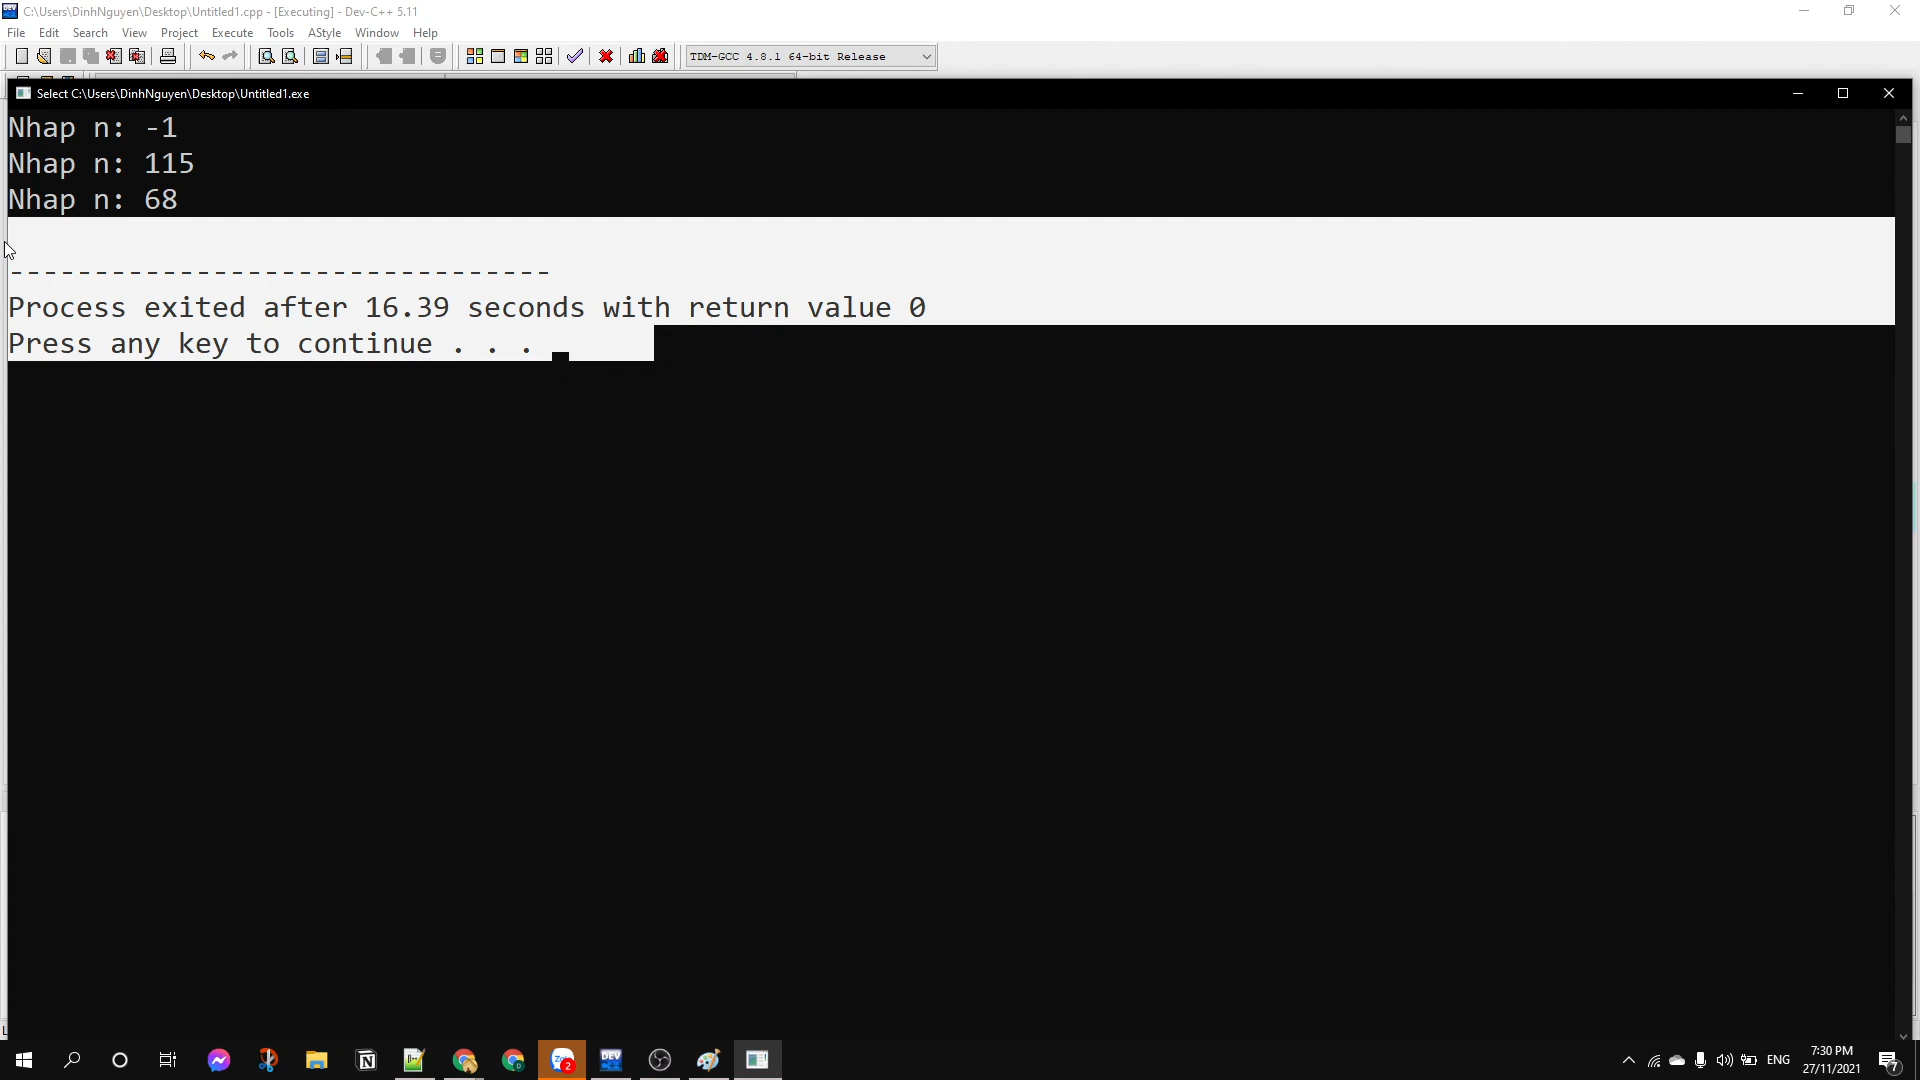 C:\Users\DinhNguyen\Desktop\Untitled1.cpp - [Executing] - Dev-C++ 5.11
File Edit Search View Project Execute Tools AStyle Window Help
TDM-GCC 4.8.1 64-bit Release
Select C:\Users\DinhNguyen\Desktop\Untitled1.exe
Nhap n: -1
Nhap n: 115
Nhap n: 68
--------------------------------
Process exited after 16.39 seconds with return value 0
Press any key to continue . . .
DEV
2
ENG
7:30 PM
27/11/2021
7